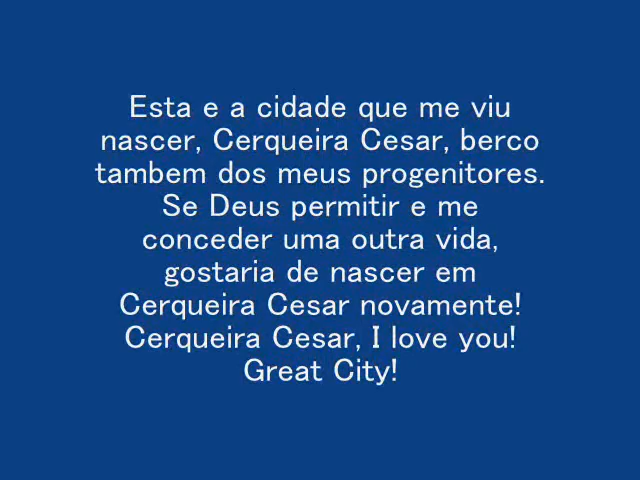 Esta e a cidade que me viu
nascer, Cerqueira Cesar, berco
tambem dos meus progenitores.
Se Deus permitir e me
conceder uma outra vida,
gostaria de nascer em
Cerqueira Cesar novamente!
Cerqueira Cesar, I love you!
Great City!